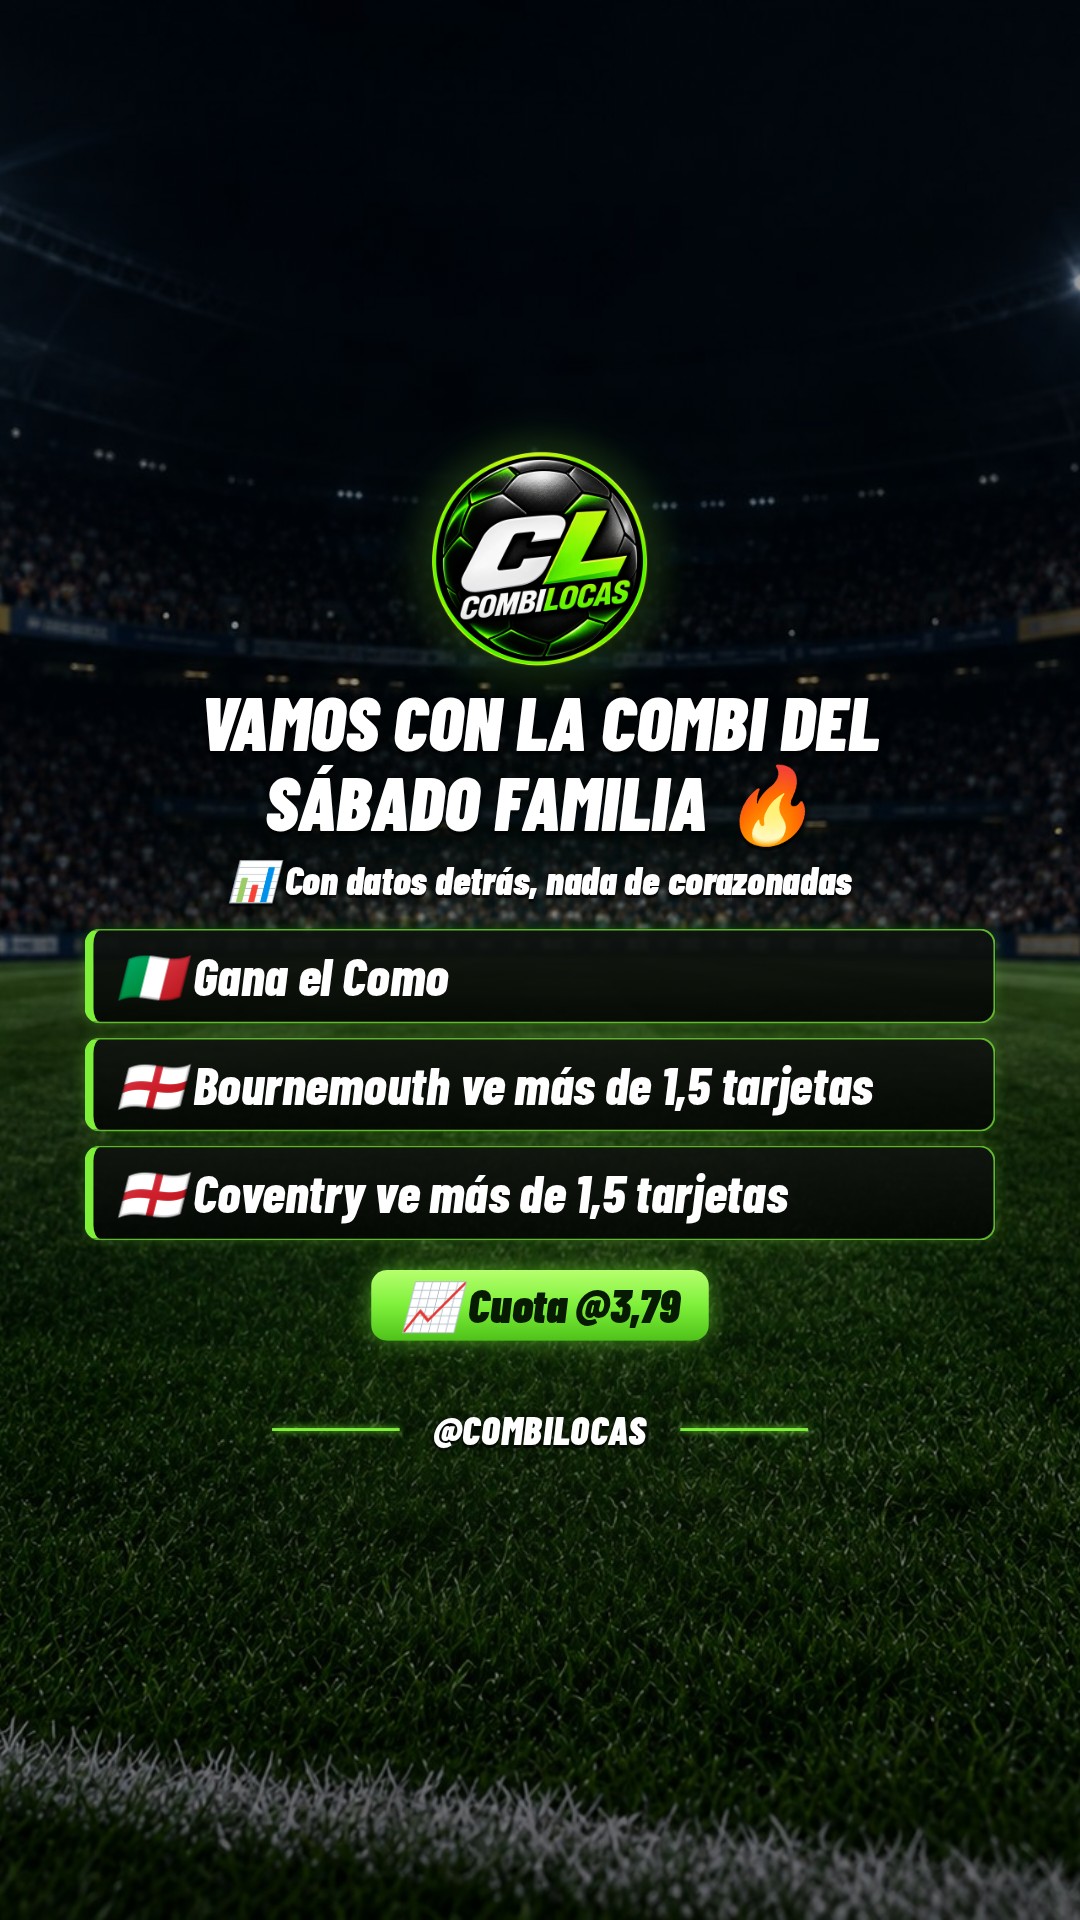 CL
COMBILOCAS
VAMOS CON LA COMBI DEL
SÁBADO FAMILIA 🔥
📊 Con datos detrás, nada de corazonadas
🇮🇹 Gana el Como
🏴󠁧󠁢󠁥󠁮󠁧󠁿 Bournemouth ve más de 1,5 tarjetas
🏴󠁧󠁢󠁥󠁮󠁧󠁿 Coventry ve más de 1,5 tarjetas
📈 Cuota @3,79
@COMBILOCAS